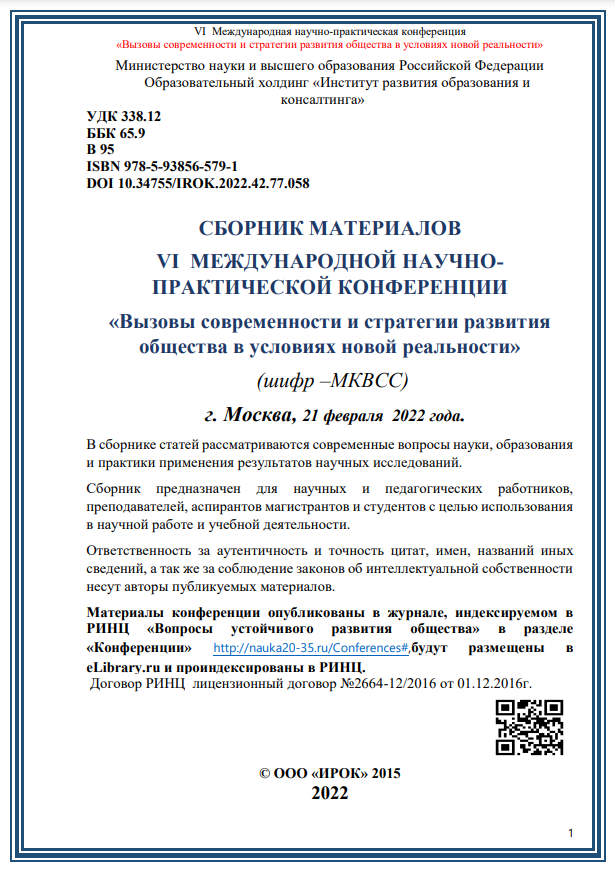 VI Международная научно-практическая конференция
«Вызовы современности и стратегии развития общества в условиях новой реальности»
Министерство науки и высшего образования Российской Федерации
Образовательный холдинг «Институт развития образования и
консалтинга»
УДК 338.12
ББК 65.9
В 95
ISBN 978-5-93856-579-1
DOI 10.34755/IROK.2022.42.77.058
СБОРНИК МАТЕРИАЛОВ
VI МЕЖДУНАРОДНОЙ НАУЧНО-
ПРАКТИЧЕСКОЙ КОНФЕРЕНЦИИ
«Вызовы современности и стратегии развития
общества в условиях новой реальности»
(шифр –МКВСС)
г. Москва, 21 февраля 2022 года.
В сборнике статей рассматриваются современные вопросы науки, образования
и практики применения результатов научных исследований.
Сборник предназначен для научных и педагогических работников,
преподавателей, аспирантов магистрантов и студентов с целью использования
в научной работе и учебной деятельности.
Ответственность за аутентичность и точность цитат, имен, названий иных
сведений, а так же за соблюдение законов об интеллектуальной собственности
несут авторы публикуемых материалов.
Материалы конференции опубликованы в журнале, индексируемом в
РИНЦ «Вопросы устойчивого развития общества» в разделе
«Конференции» http://nauka20-35.ru/Conferences#,будут размещены в
eLibrary.ru и проиндексированы в РИНЦ.
Договор РИНЦ лицензионный договор №2664-12/2016 от 01.12.2016г.
© ООО «ИРОК» 2015
2022
1